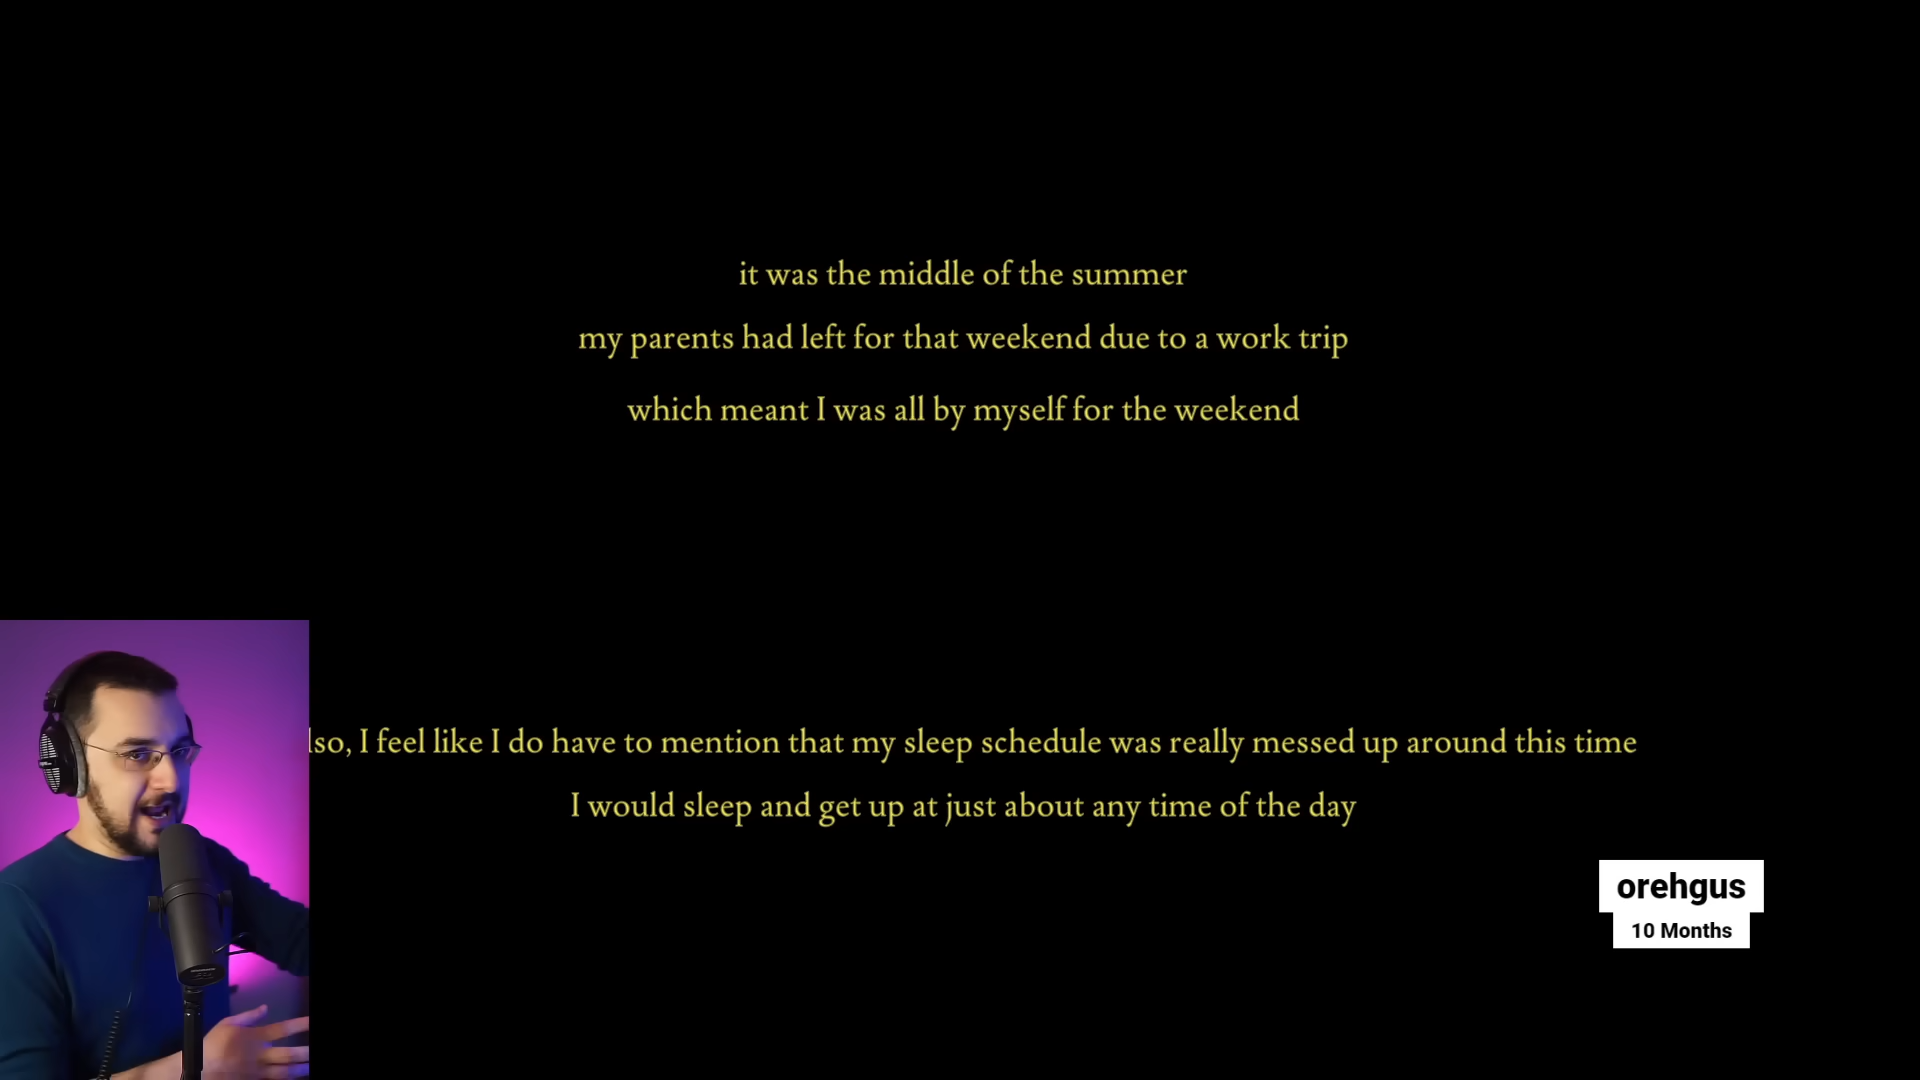 it was the middle of the summer
my parents had left for that weekend due to a work trip
which meant I was all by myself for the weekend
I feel like I do have to mention that my sleep schedule was really messed up around this time
I would sleep and get up at just about any time of the day
orehgus
10 Months